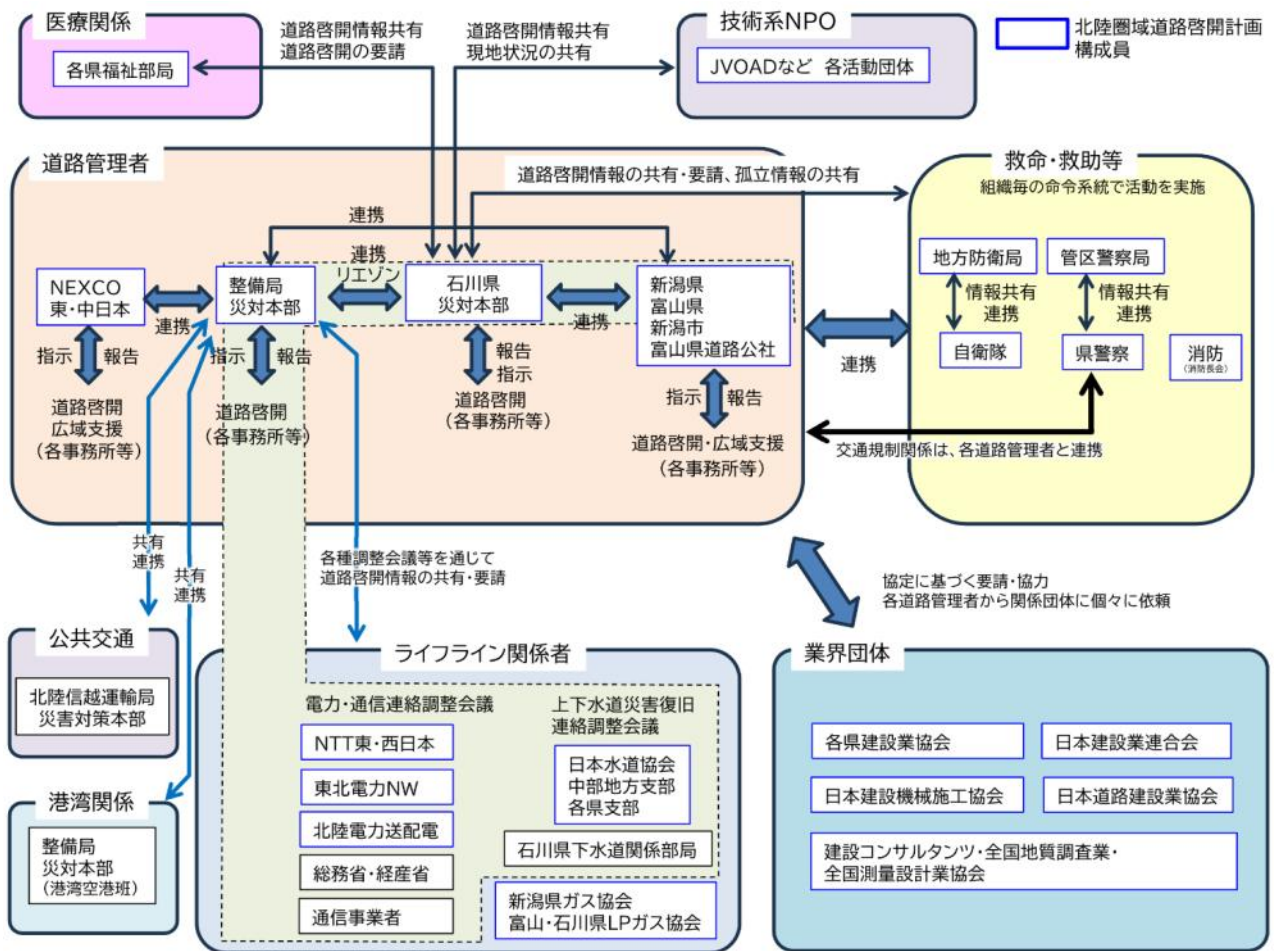 医療関係
各県福祉部局
道路啓開情報共有
道路啓開の要請
道路啓開情報共有
現地状況の共有
技術系NPO
JVOADなど 各活動団体
北陸圏域道路啓開計画
構成員
道路管理者
道路啓開情報の共有・要請、孤立情報の共有
連携
連携
リエゾン
NEXCO
東・中日本
連携
整備局
災対本部
石川県
災対本部
連携
新潟県
富山県
新潟市
富山県道路公社
指示
報告
道路啓開
広域支援
(各事務所等)
指示
報告
道路啓開
(各事務所等)
報告
指示
道路啓開
(各事務所等)
指示
報告
道路啓開・広域支援
(各事務所等)
連携
救命・救助等
組織毎の命令系統で活動を実施
地方防衛局
管区警察局
情報共有
連携
情報共有
連携
自衛隊
県警察
消防
(消防長会)
交通規制関係は、各道路管理者と連携
共有
連携
共有
連携
各種調整会議等を通じて
道路啓開情報の共有・要請
協定に基づく要請・協力
各道路管理者から関係団体に個々に依頼
公共交通
北陸信越運輸局
災害対策本部
港湾関係
整備局
災対本部
(港湾空港班)
ライフライン関係者
電力・通信連絡調整会議
NTT東・西日本
東北電力NW
北陸電力送配電
総務省・経産省
通信事業者
上下水道災害復旧
連絡調整会議
日本水道協会
中部地方支部
各県支部
石川県下水道関係部局
新潟県ガス協会
富山・石川県LPガス協会
業界団体
各県建設業協会
日本建設業連合会
日本建設機械施工協会
日本道路建設業協会
建設コンサルタンツ・全国地質調査業・
全国測量設計業協会